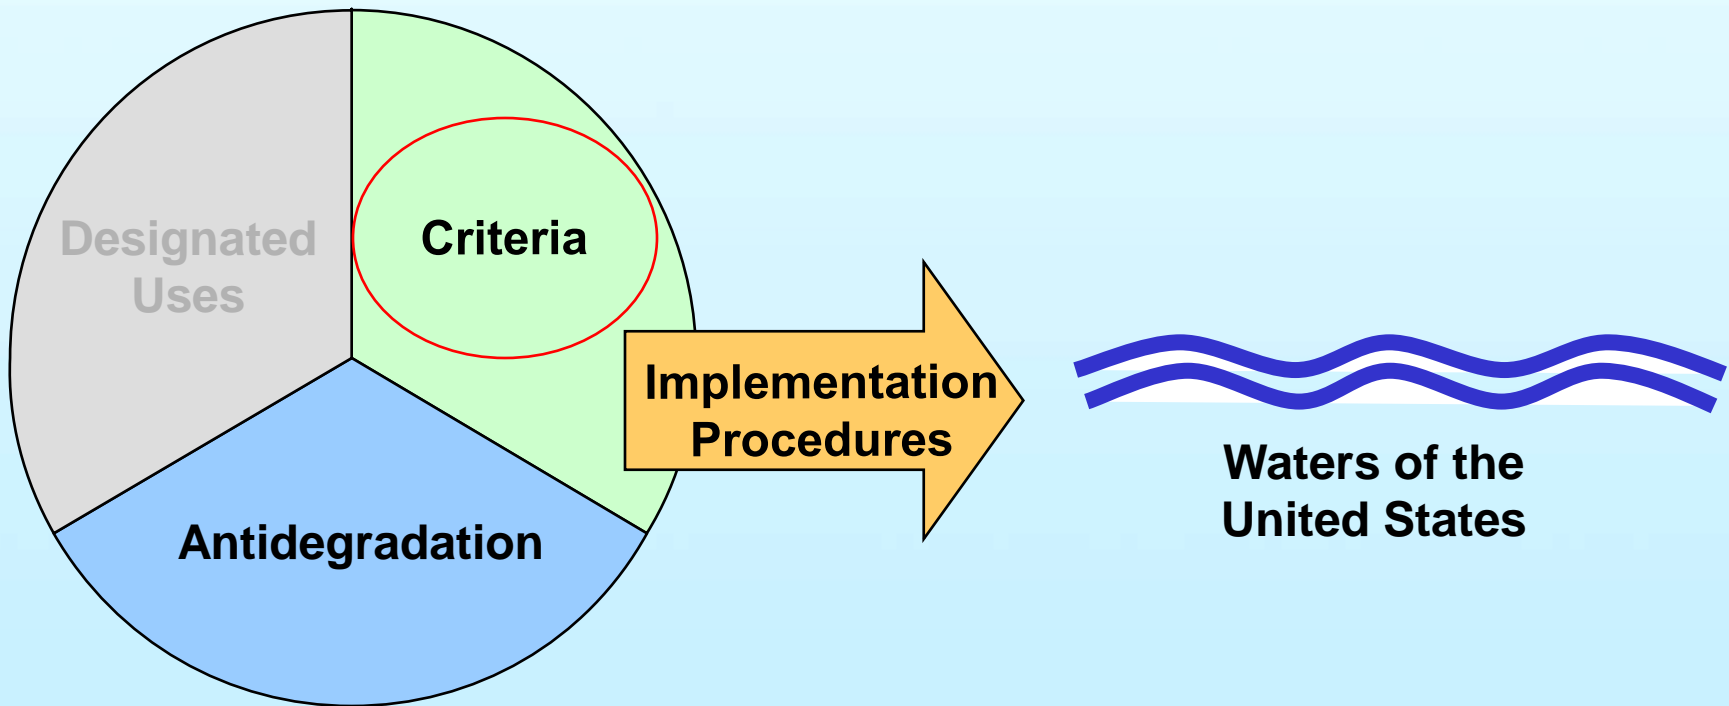 Designated
Uses
Criteria
Implementation
Procedures
Antidegradation
Waters of the
United States